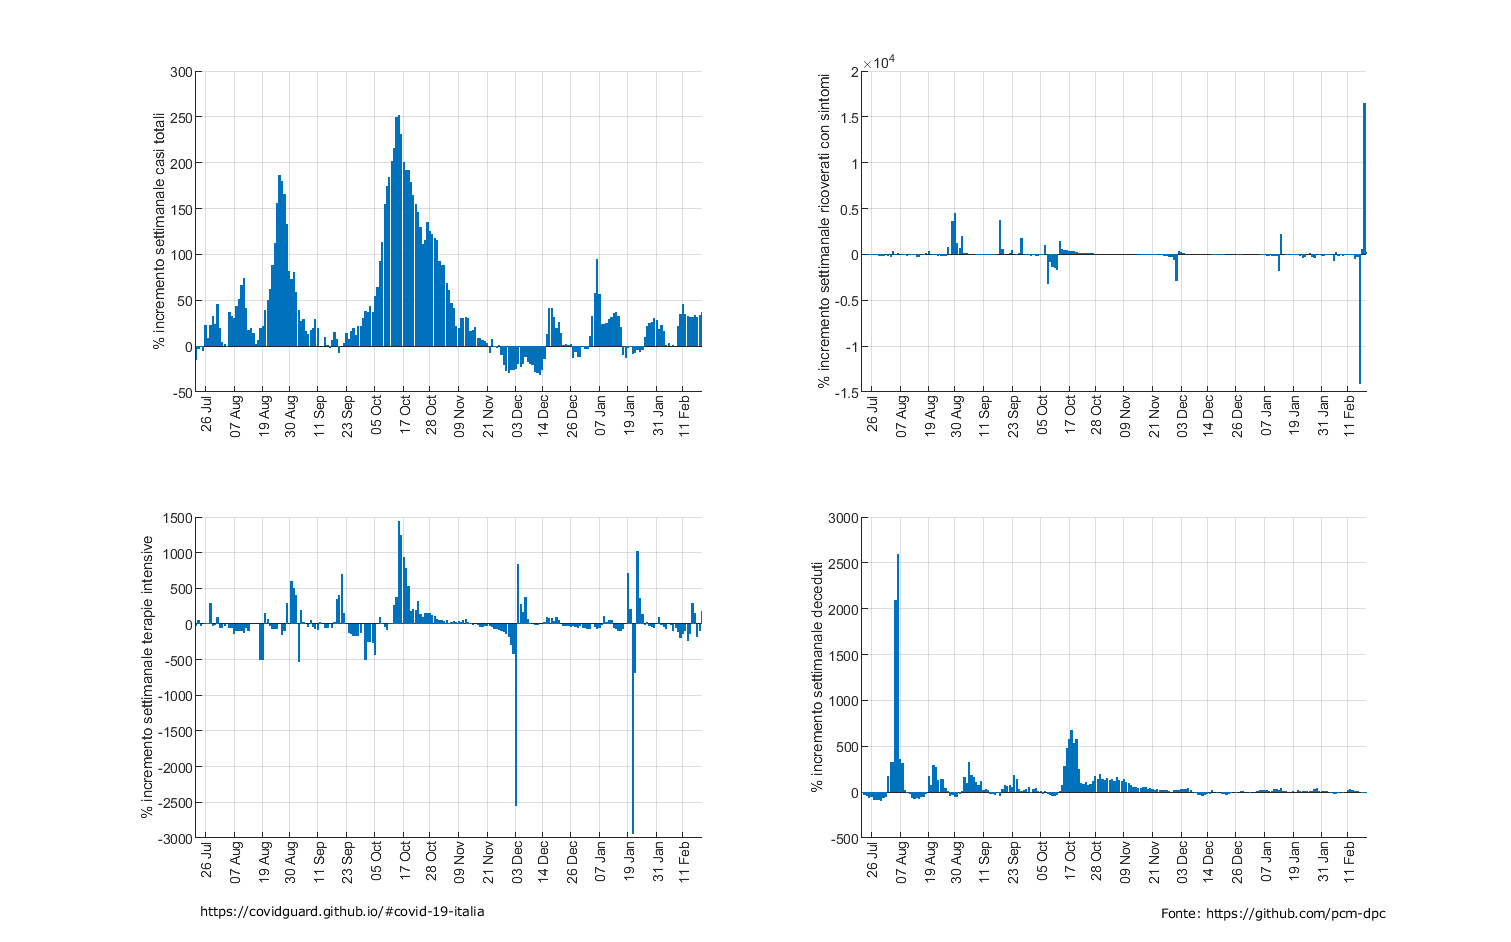 % incremento settimanale casi totali
300
250
200
150
100
50
0
-50
26 Jul
07 Aug
19 Aug
30 Aug
11 Sep
23 Sep
05 Oct
17 Oct
28 Oct
09 Nov
21 Nov
03 Dec
14 Dec
26 Dec
07 Jan
19 Jan
31 Jan
11 Feb
% incremento settimanale ricoverati con sintomi
×10⁴
2
1.5
1
0.5
0
-0.5
-1
-1.5
26 Jul
07 Aug
19 Aug
30 Aug
11 Sep
23 Sep
05 Oct
17 Oct
28 Oct
09 Nov
21 Nov
03 Dec
14 Dec
26 Dec
07 Jan
19 Jan
31 Jan
11 Feb
% incremento settimanale terapie intensive
1500
1000
500
0
-500
-1000
-1500
-2000
-2500
-3000
26 Jul
07 Aug
19 Aug
30 Aug
11 Sep
23 Sep
05 Oct
17 Oct
28 Oct
09 Nov
21 Nov
03 Dec
14 Dec
26 Dec
07 Jan
19 Jan
31 Jan
11 Feb
% incremento settimanale deceduti
3000
2500
2000
1500
1000
500
0
-500
26 Jul
07 Aug
19 Aug
30 Aug
11 Sep
23 Sep
05 Oct
17 Oct
28 Oct
09 Nov
21 Nov
03 Dec
14 Dec
26 Dec
07 Jan
19 Jan
31 Jan
11 Feb
https://covidguard.github.io/#covid-19-italia
Fonte: https://github.com/pcm-dpc